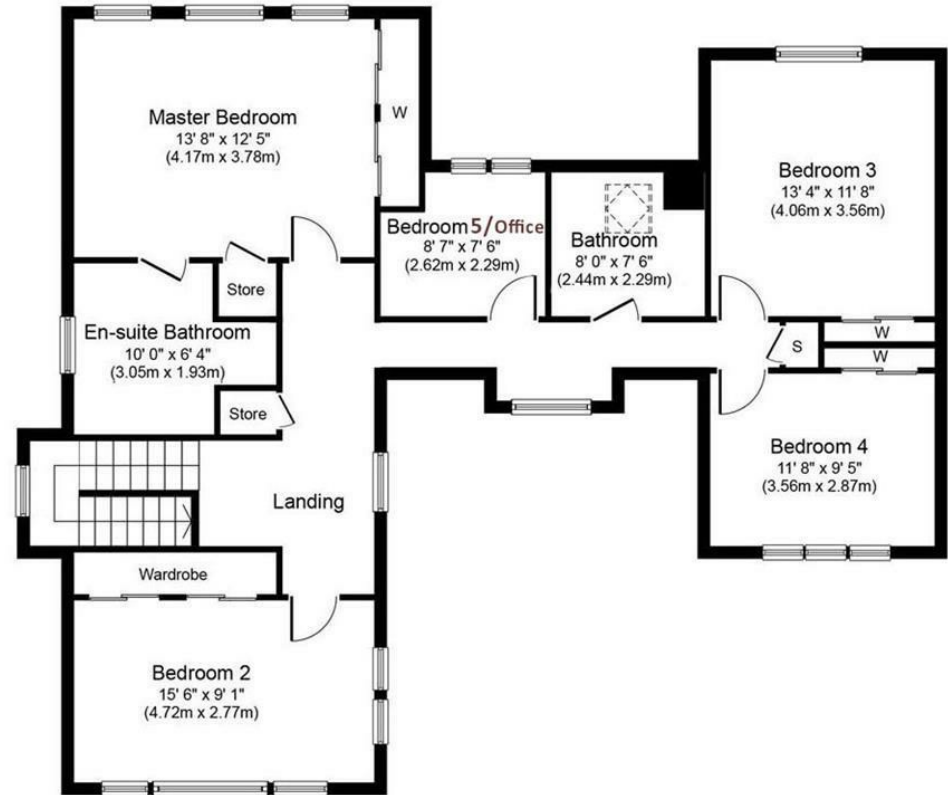 Master Bedroom
13' 8" x 12' 5"
(4.17m x 3.78m)
W
Bedroom 5/Office
8' 7" x 7' 6"
(2.62m x 2.29m)
Bathroom
8' 0" x 7' 6"
(2.44m x 2.29m)
Bedroom 3
13' 4" x 11' 8"
(4.06m x 3.56m)
Store
En-suite Bathroom
10' 0" x 6' 4"
(3.05m x 1.93m)
W
S
W
Store
Bedroom 4
11' 8" x 9' 5"
(3.56m x 2.87m)
Landing
Wardrobe
Bedroom 2
15' 6" x 9' 1"
(4.72m x 2.77m)